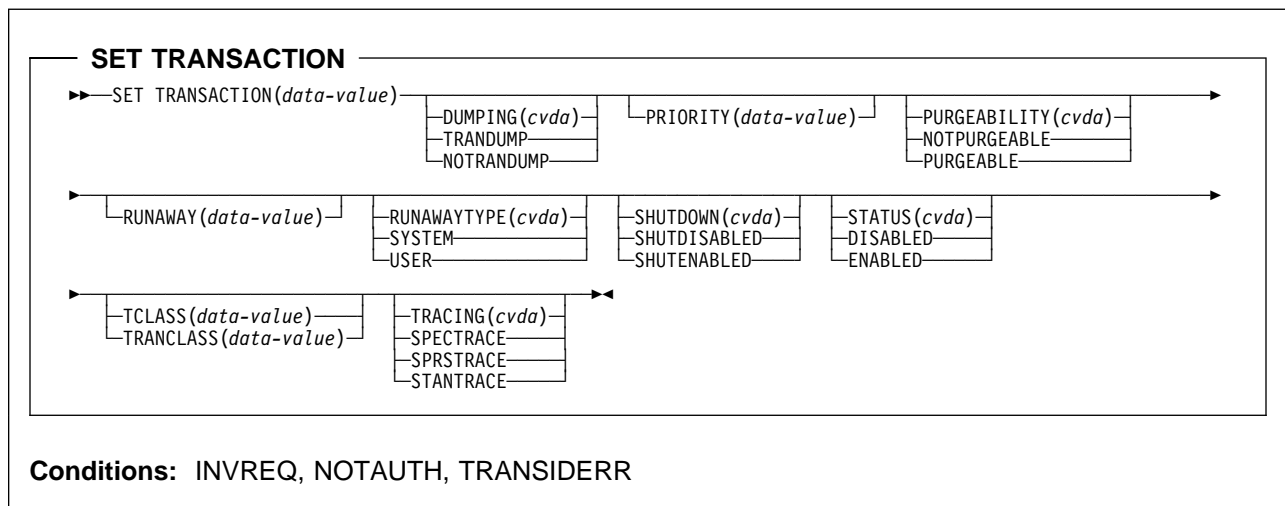 SET TRANSACTION
SET TRANSACTION(data-value)
DUMPING(cvda) PRIORITY(data-value) PURGEABILITY(cvda)
TRANDUMP NOTPURGEABLE
NOTRANDUMP PURGEABLE
RUNAWAY(data-value) RUNAWAYTYPE(cvda) SHUTDOWN(cvda) STATUS(cvda)
SYSTEM SHUTDISABLED DISABLED
USER SHUTENABLED ENABLED
TCLASS(data-value) TRACING(cvda)
TRANCLASS(data-value) SPECTRACE
SPRSTRACE
STANTRACE
Conditions: INVREQ, NOTAUTH, TRANSIDERR